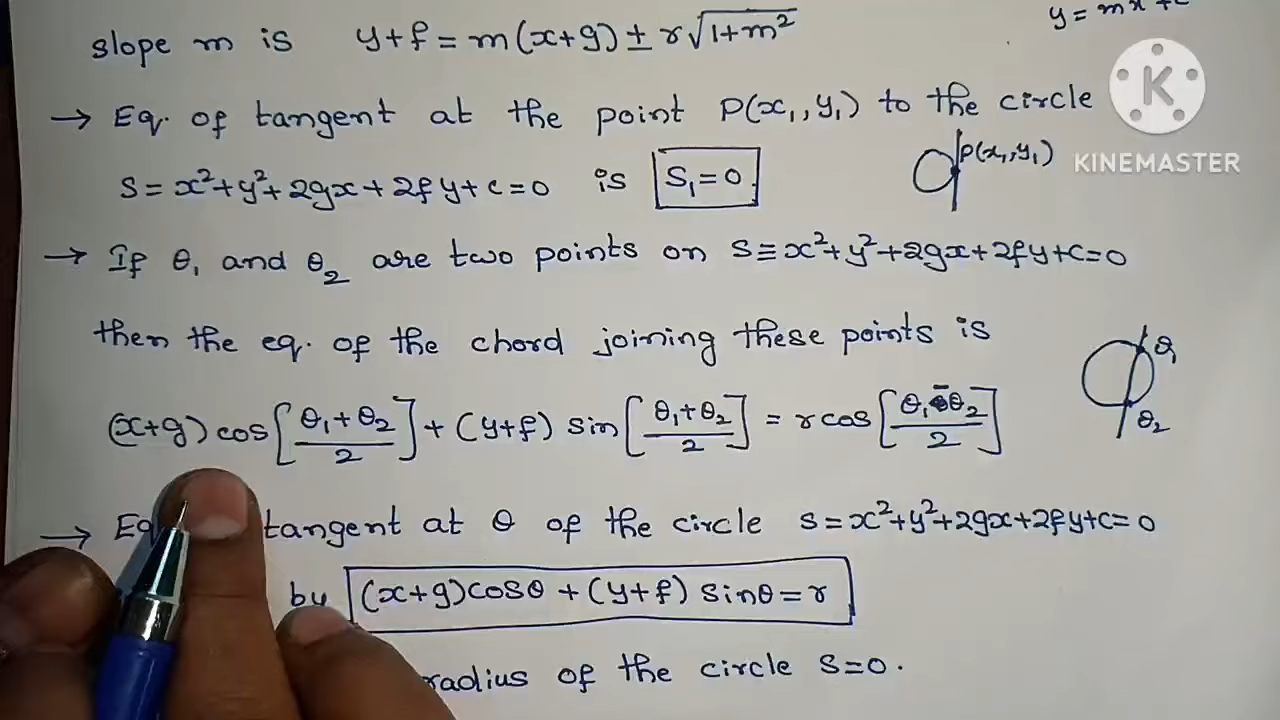 y = mx +
slope m is y+f = m(x+g) ± r√1+m²
→ Eq. of tangent at the point P(x₁,y₁) to the circle
K
KINEMASTER
P(x₁,y₁)
S = x²+y²+2gx+2fy+c=0 is S₁=0
→ If θ₁ and θ₂ are two points on S≡x²+y²+2gx+2fy+c=0
then the eq. of the chord joining these points is
θ₁
θ₂
(x+g) cos[θ₁+θ₂/2] + (y+f) sin[θ₁+θ₂/2] = r cos[θ₁-θ₂/2]
→ Eq tangent at θ of the circle S=x²+y²+2gx+2fy+c=0
by (x+g)cosθ + (y+f) sinθ = r
radius of the circle S=0.